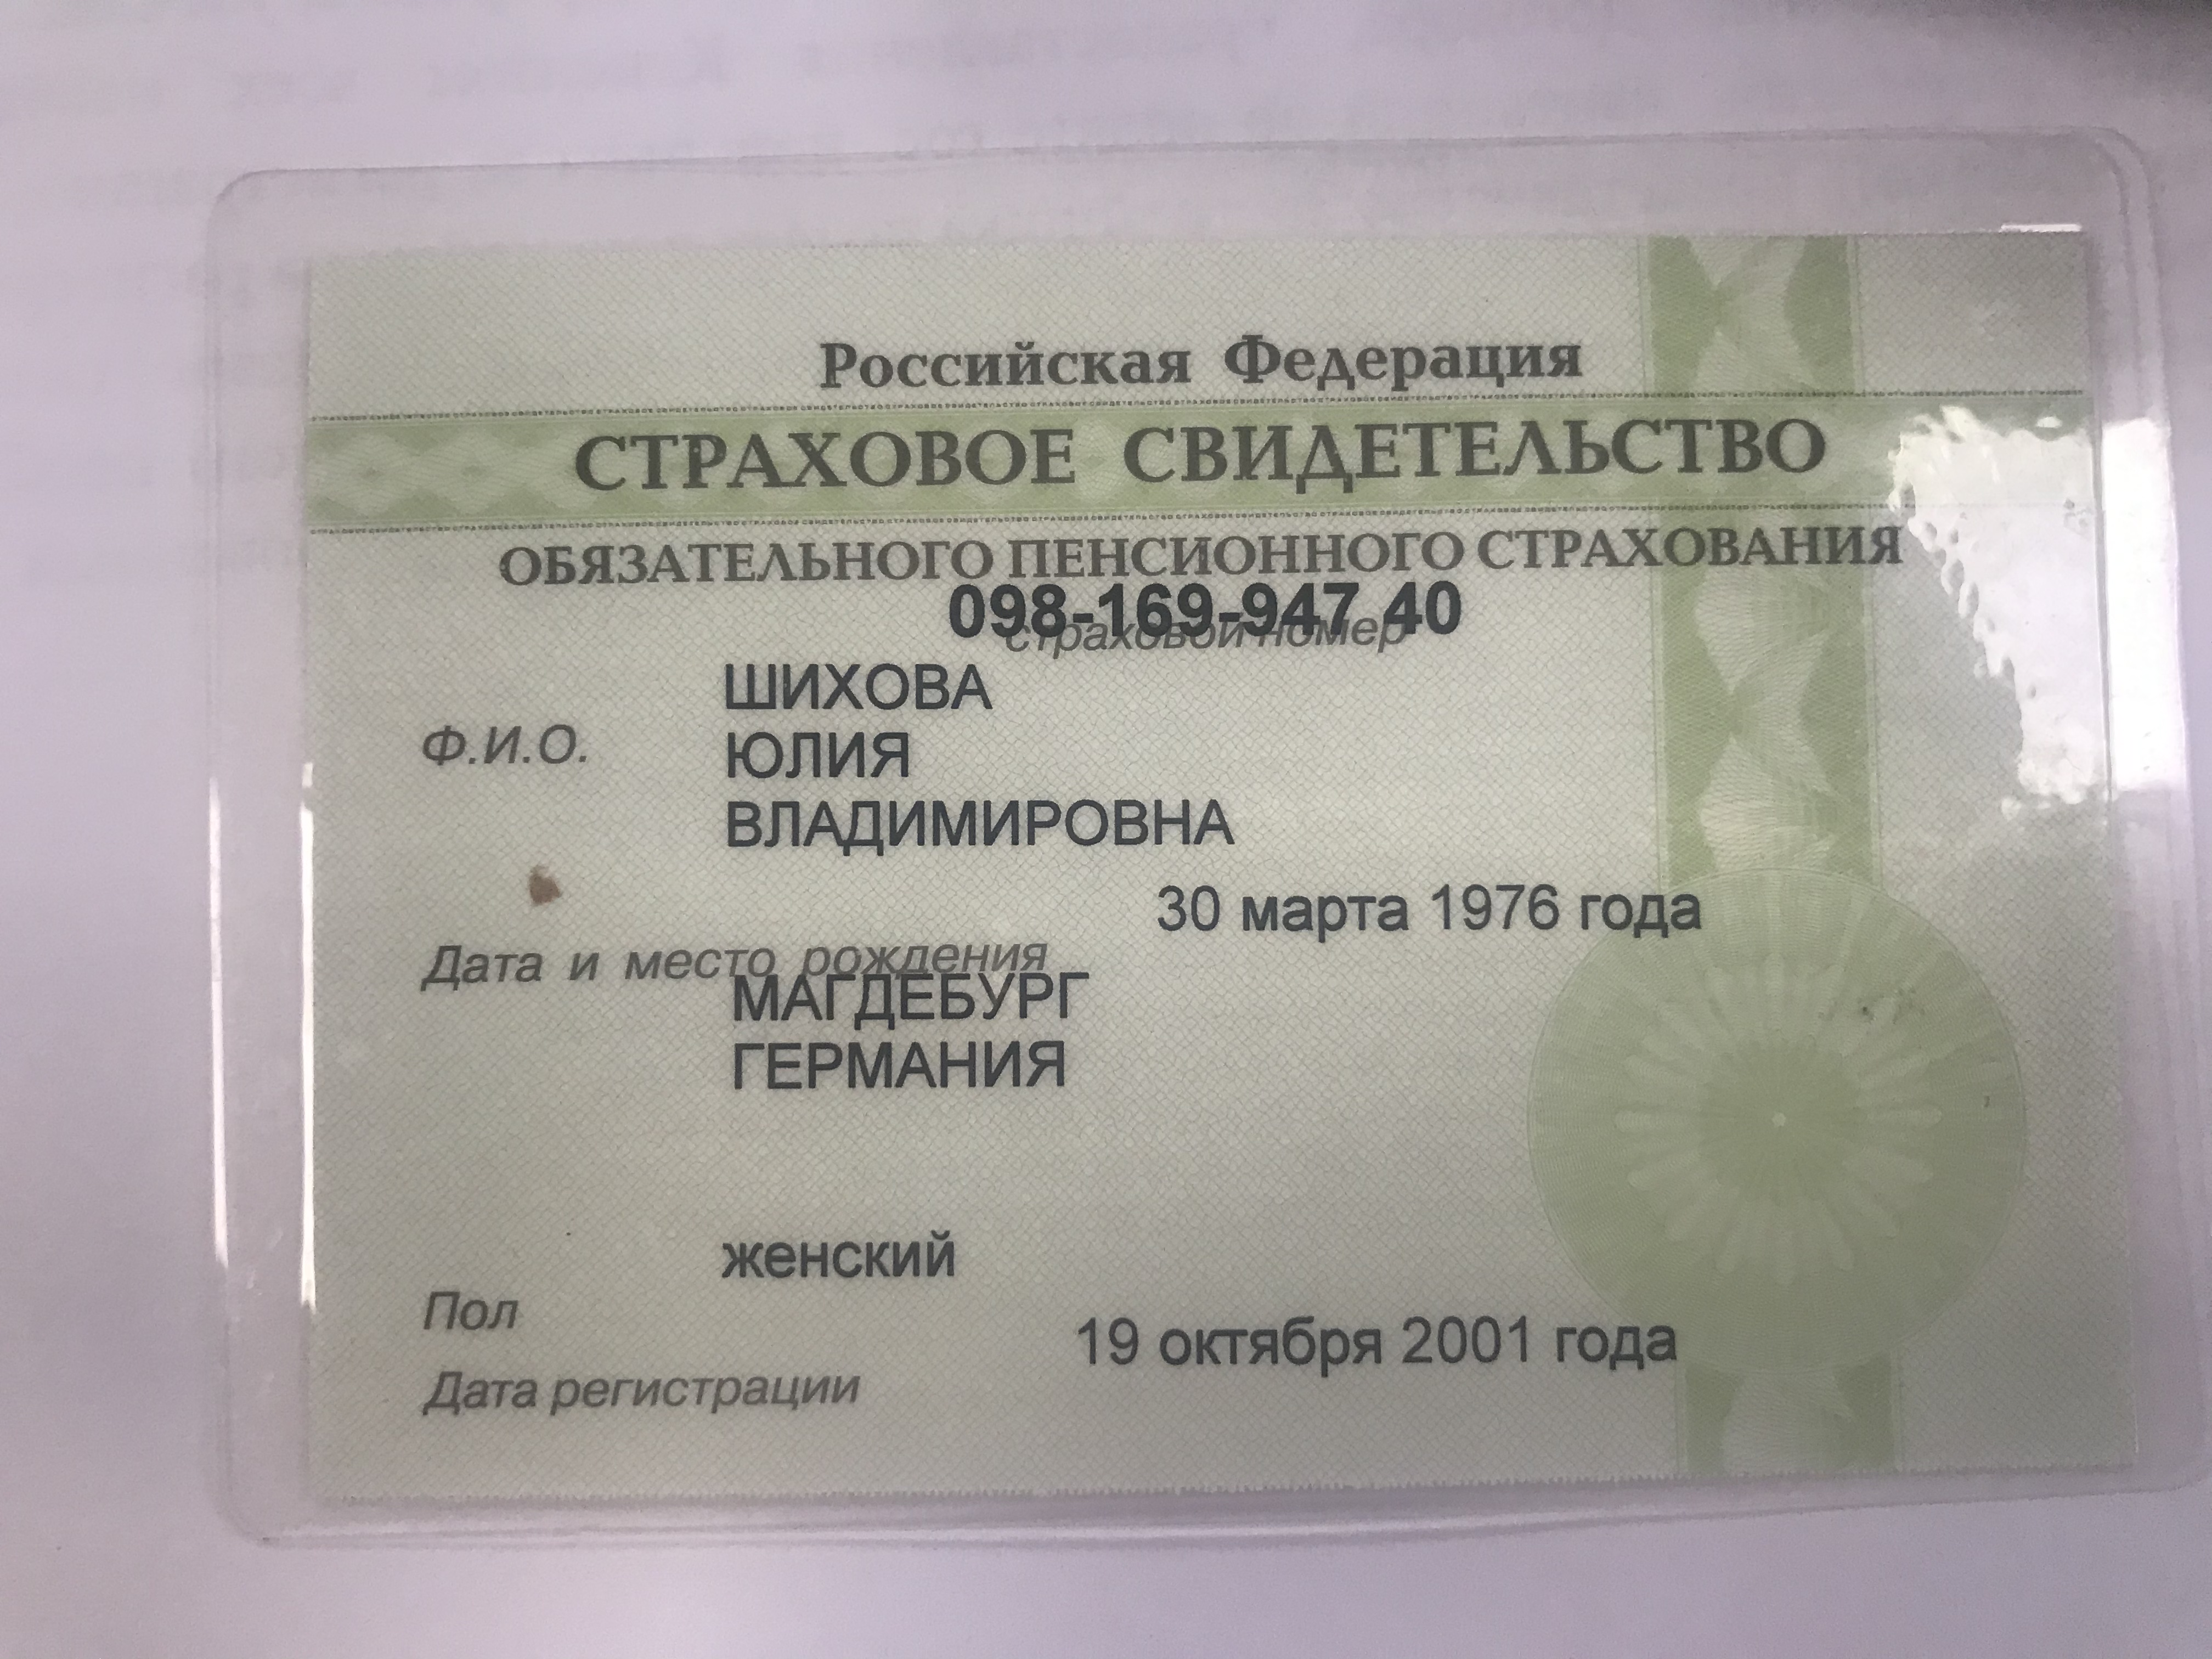 Российская Федерация
СТРАХОВОЕ СВИДЕТЕЛЬСТВО
ОБЯЗАТЕЛЬНОГО ПЕНСИОННОГО СТРАХОВАНИЯ
098-169-947 40
страховой номер
ШИХОВА
Ф.И.О. ЮЛИЯ
ВЛАДИМИРОВНА
30 марта 1976 года
Дата и место рождения
МАГДЕБУРГ
ГЕРМАНИЯ
женский
Пол
19 октября 2001 года
Дата регистрации